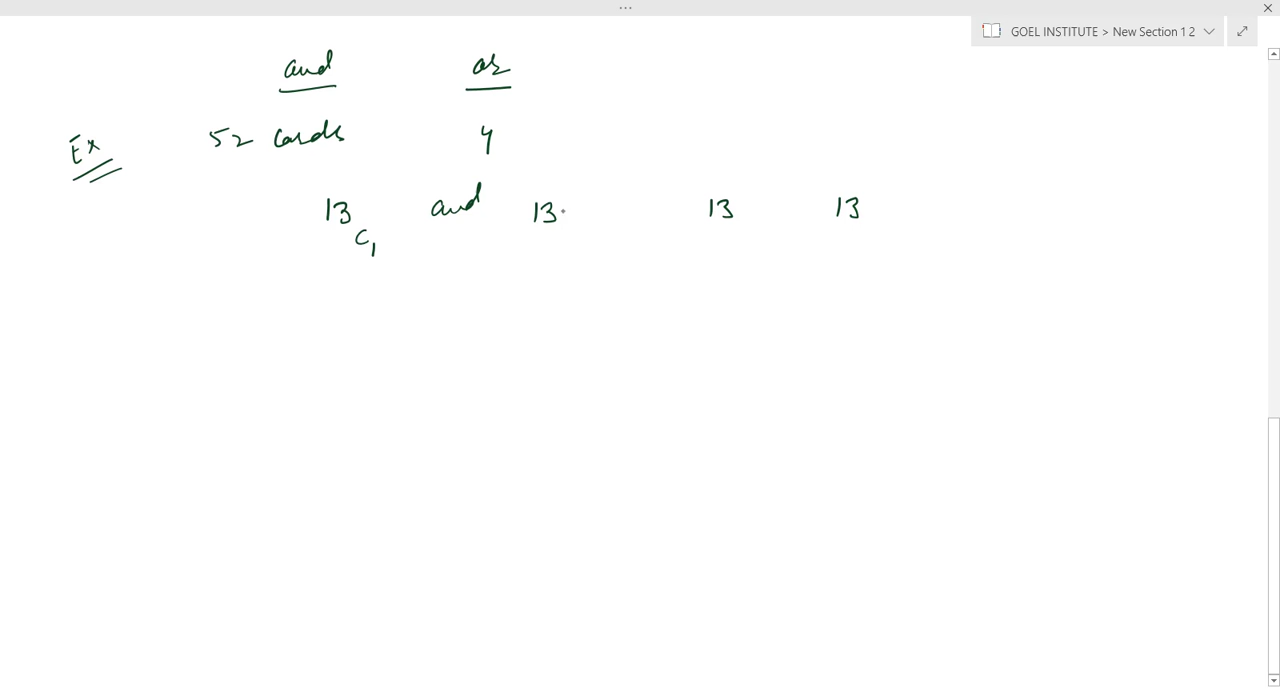 ...
GOEL INSTITUTE > New Section 1 2
and or
Ex 52 cards 4
13 C1 and 13 13 13